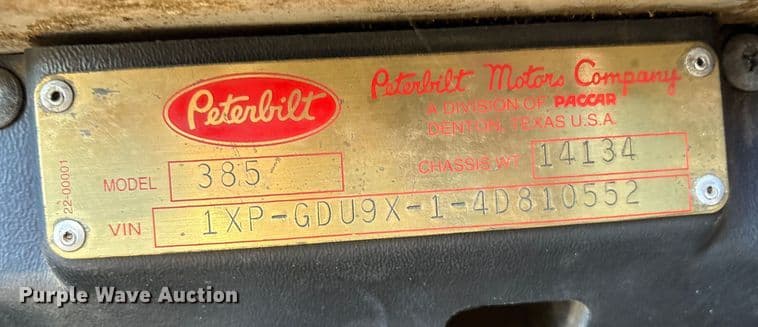 Peterbilt
Peterbilt Motors Company
A DIVISION OF PACCAR
DENTON, TEXAS U.S.A.
MODEL 385
CHASSIS WT 14134
VIN 1XP-GDU9X-1-4D810552
22-00001
Purple Wave Auction